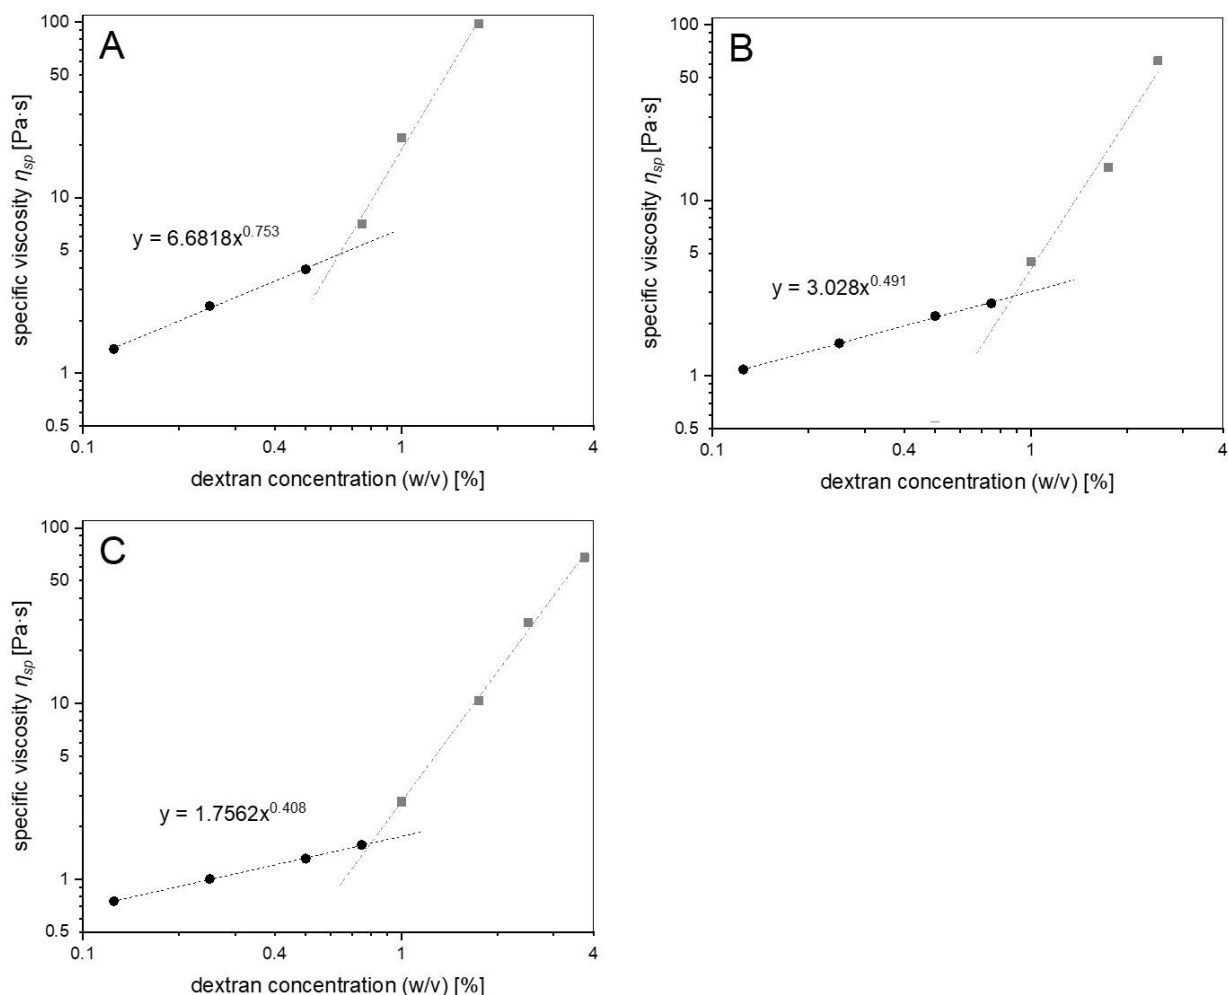 A
100
50
10
5
1
0.5
specific viscosity ηsp [Pa·s]
y = 6.6818x0.753
0.1
0.4
1
4
dextran concentration (w/v) [%]
B
100
50
10
5
1
0.5
specific viscosity ηsp [Pa·s]
y = 3.028x0.491
0.1
0.4
1
4
dextran concentration (w/v) [%]
C
100
50
10
5
1
0.5
specific viscosity ηsp [Pa·s]
y = 1.7562x0.408
0.1
0.4
1
4
dextran concentration (w/v) [%]